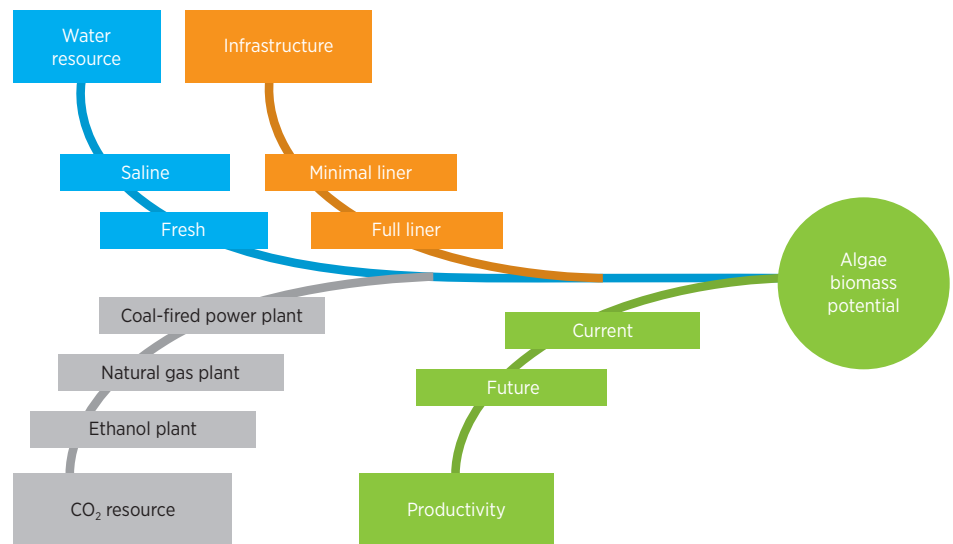 Water
resource
Infrastructure
Saline
Minimal liner
Fresh
Full liner
Algae
biomass
potential
Coal-fired power plant
Current
Natural gas plant
Future
Ethanol plant
CO₂ resource
Productivity